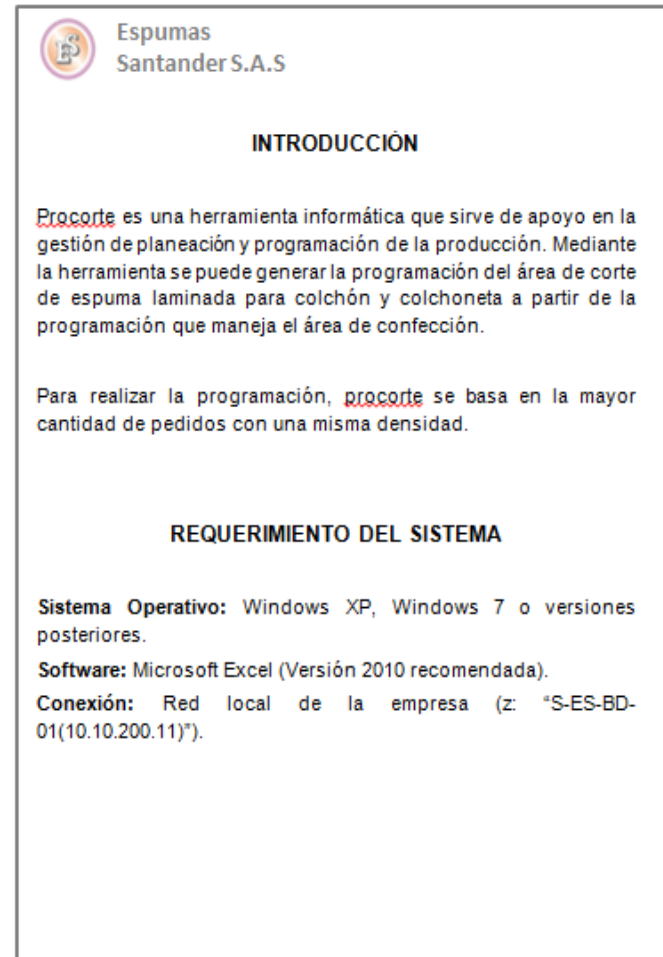 ES
Espumas
Santander S.A.S
INTRODUCCIÓN
Procorte es una herramienta informática que sirve de apoyo en la
gestión de planeación y programación de la producción. Mediante
la herramienta se puede generar la programación del área de corte
de espuma laminada para colchón y colchoneta a partir de la
programación que maneja el área de confección.
Para realizar la programación, procorte se basa en la mayor
cantidad de pedidos con una misma densidad.
REQUERIMIENTO DEL SISTEMA
Sistema Operativo: Windows XP, Windows 7 o versiones
posteriores.
Software: Microsoft Excel (Versión 2010 recomendada).
Conexión: Red local de la empresa (z: “S-ES-BD-
01(10.10.200.11)”).